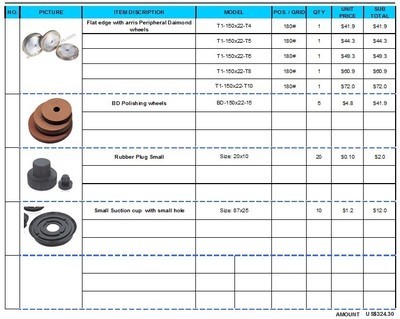 NO. PICTURE ITEM DISCRIPTION MODEL POS. / GRID QTY UNIT PRICE SUB TOTAL
Flat edge with arris Peripheral Daimond wheels T1-150x22-T4 180# 1 $41.9 $41.9
T1-150x22-T5 180# 1 $44.3 $44.3
T1-150x22-T6 180# 1 $49.3 $49.3
T1-150x22-T8 180# 1 $60.9 $60.9
T1-150x22-T10 180# 1 $72.0 $72.0
BD Polishing wheels BD-150x22-15 5 $4.8 $41.9
Rubber Plug Small Size: 20x10 20 $0.10 $2.0
Small Suction cup with small hole Size: 87x25 10 $1.2 $12.0
AMOUNT US$324.30